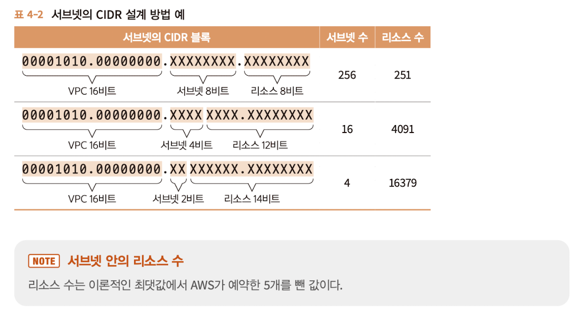 표 4-2 서브넷의 CIDR 설계 방법 예
서브넷의 CIDR 블록 서브넷 수 리소스 수
00001010.00000000.XXXXXXXX.XXXXXXXX 256 251
VPC 16비트 서브넷 8비트 리소스 8비트
00001010.00000000.XXXX XXXX.XXXXXXXX 16 4091
VPC 16비트 서브넷 4비트 리소스 12비트
00001010.00000000.XX XXXXXX.XXXXXXXX 4 16379
VPC 16비트 서브넷 2비트 리소스 14비트
NOTE 서브넷 안의 리소스 수
리소스 수는 이론적인 최댓값에서 AWS가 예약한 5개를 뺀 값이다.